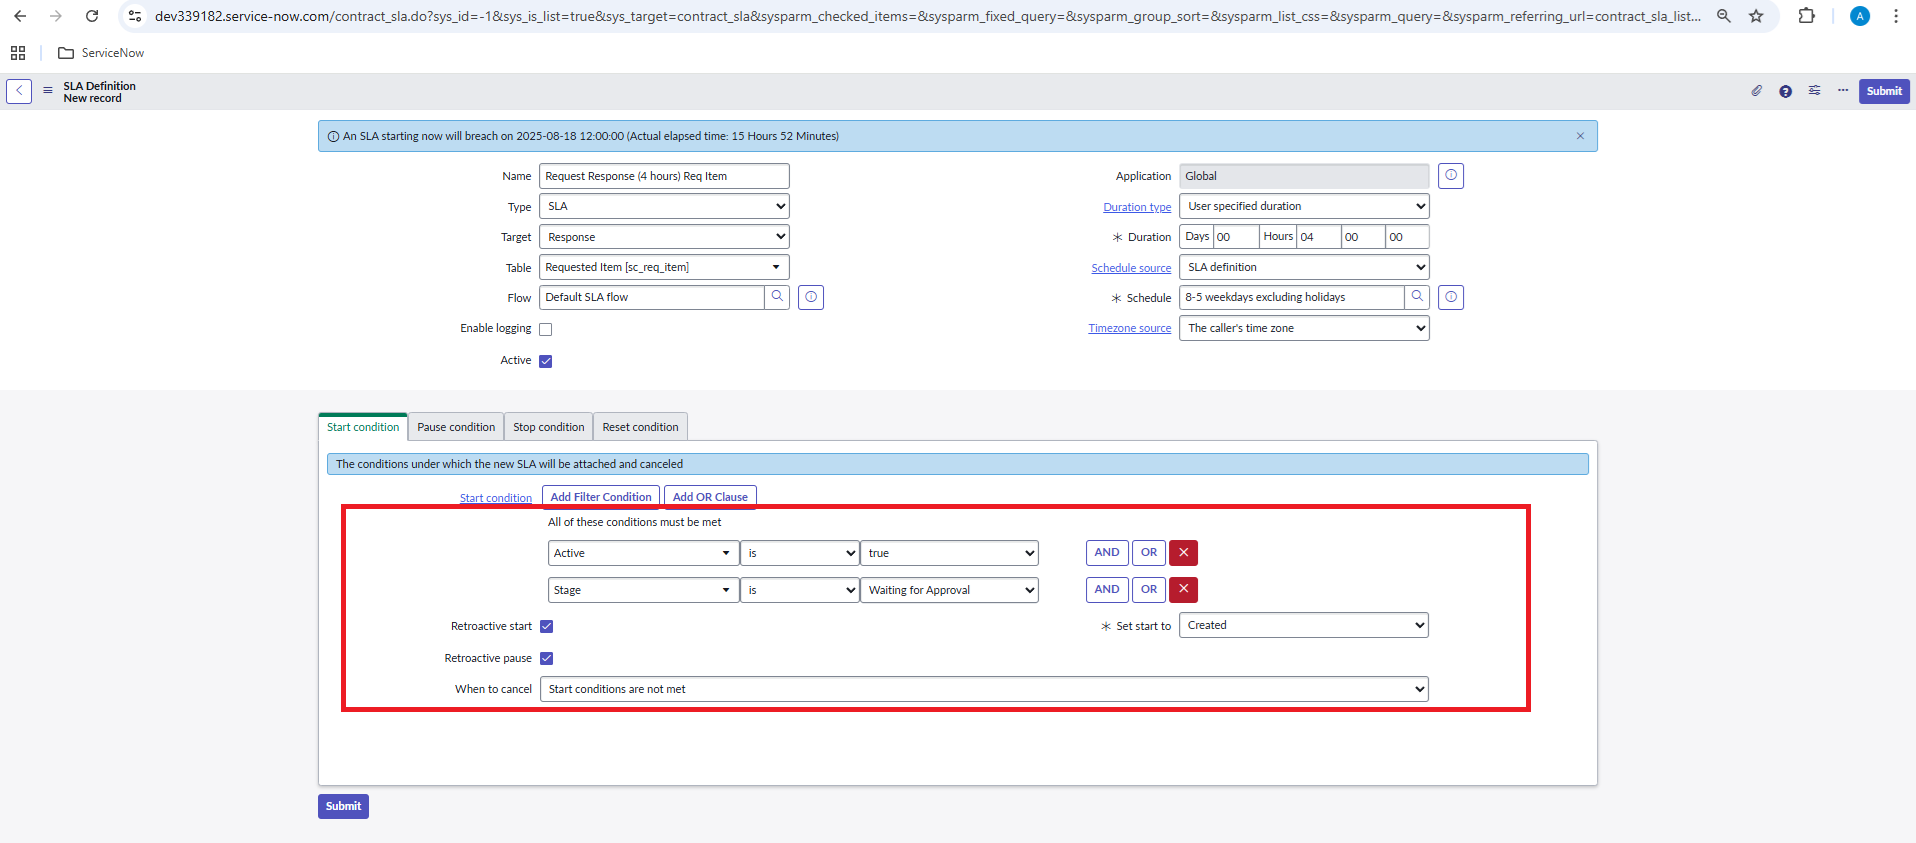 dev339182.service-now.com/contract_sla.do?sys_id=-1&sys_is_list=true&sys_target=contract_sla&sysparm_checked_items=&sysparm_fixed_query=&sysparm_group_sort=&sysparm_list_css=&sysparm_query=&sysparm_referring_url=contract_sla_list...
A
ServiceNow
SLA Definition
New record
Submit
An SLA starting now will breach on 2025-08-18 12:00:00 (Actual elapsed time: 15 Hours 52 Minutes)
Name Request Response (4 hours) Req Item
Application Global
Type SLA
Duration type User specified duration
Target Response
Duration Days 00 Hours 04 00 00
Table Requested Item [sc_req_item]
Schedule source SLA definition
Flow Default SLA flow
Schedule 8-5 weekdays excluding holidays
Enable logging
Timezone source The caller's time zone
Active
Start condition Pause condition Stop condition Reset condition
The conditions under which the new SLA will be attached and canceled
Start condition Add Filter Condition Add OR Clause
All of these conditions must be met
Active is true AND OR
Stage is Waiting for Approval AND OR
Retroactive start
Set start to Created
Retroactive pause
When to cancel Start conditions are not met
Submit